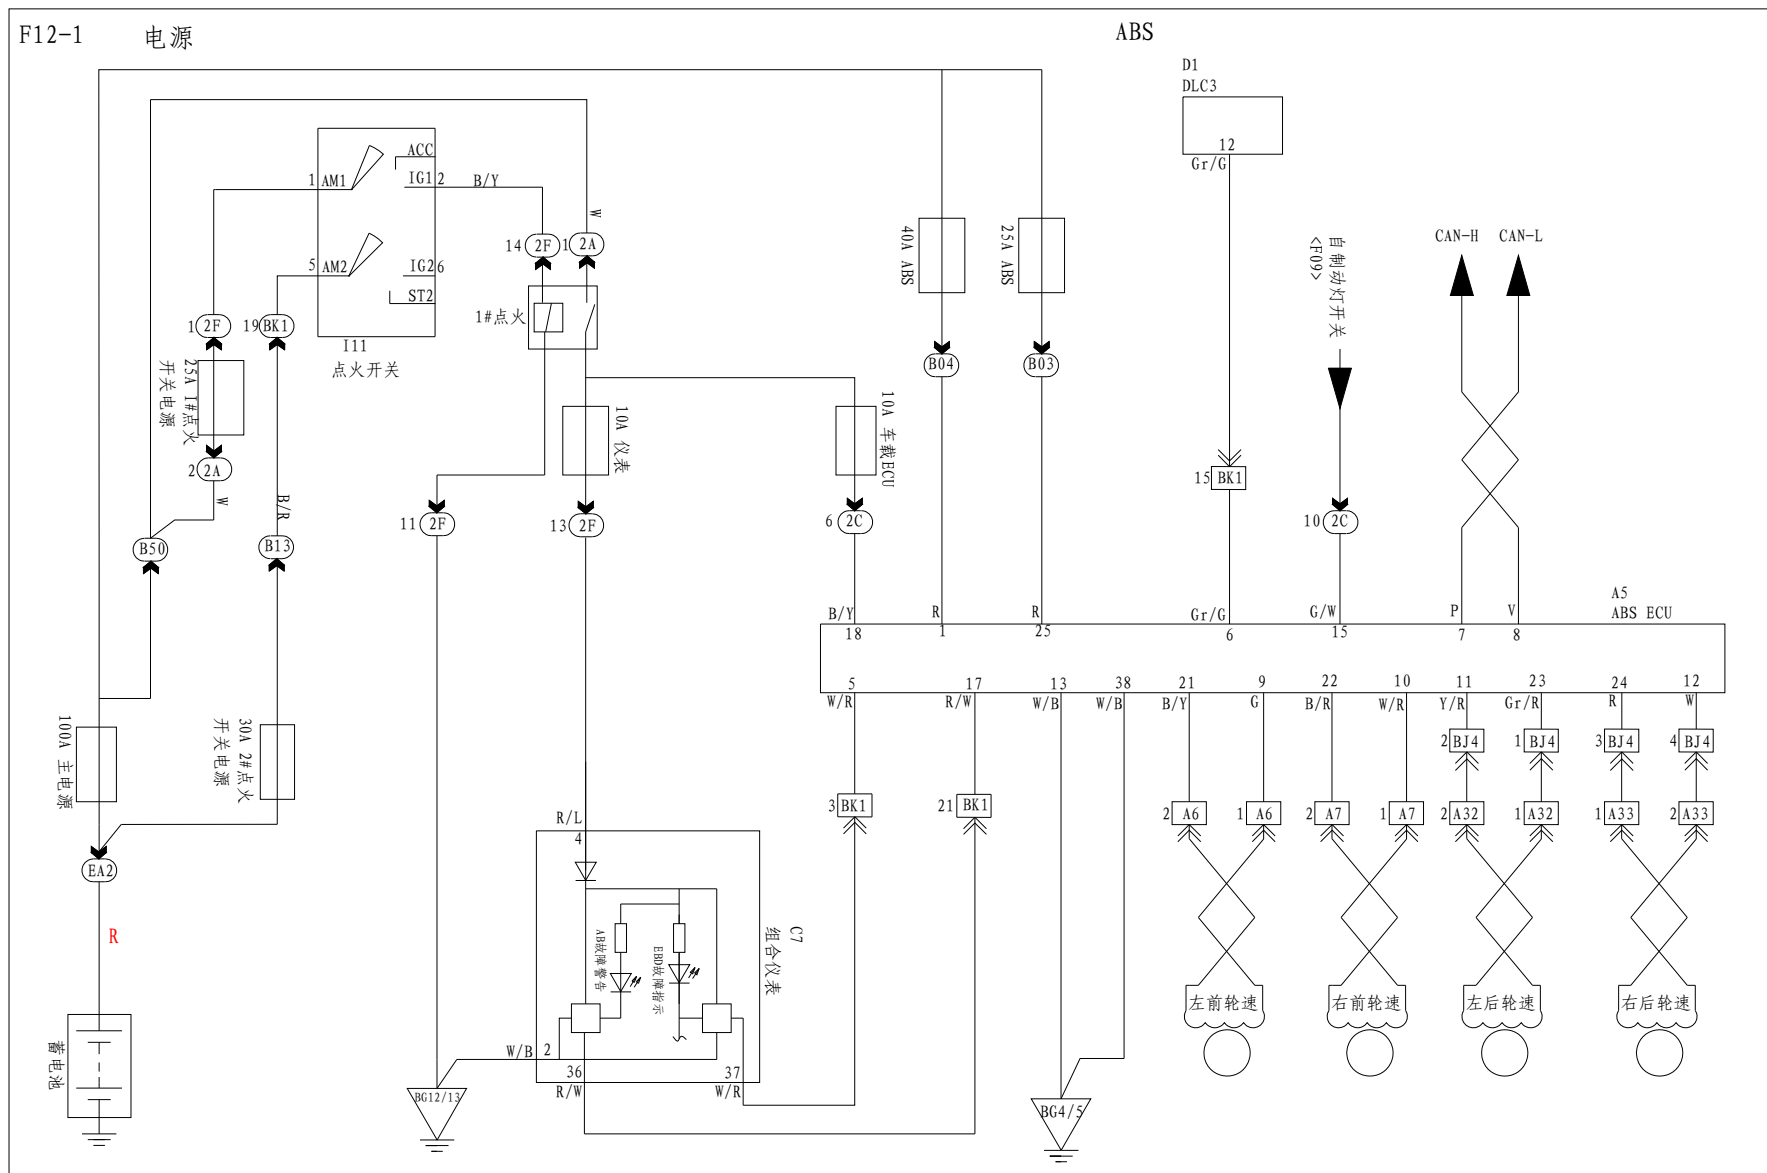 F12-1 电源
ABS
D1
DLC3
12
Gr/G
ACC
1 AM1
IG1 2
B/Y
W
5 AM2
IG2 6
ST2
I11
点火开关
14 2F
1 2A
1#点火
1 2F
19 BK1
25A 1#点火
开关电源
2 2A
W
B/R
B50
B13
40A ABS
25A ABS
B04
B03
自制动灯开关
<F09>
CAN-H
CAN-L
10A 仪表
10A 车载ECU
11 2F
13 2F
6 2C
15 BK1
10 2C
A5
ABS ECU
B/Y
R
R
Gr/G
G/W
P
V
18
1
25
6
15
7
8
5
17
13
38
21
9
22
10
11
23
24
12
W/R
R/W
W/B
W/B
B/Y
G
B/R
W/R
Y/R
Gr/R
R
W
100A 主电源
30A 2#点火
开关电源
2 BJ4
1 BJ4
3 BJ4
4 BJ4
3 BK1
21 BK1
2 A6
1 A6
2 A7
1 A7
2 A32
1 A32
1 A33
2 A33
R/L
4
EA2
R
C7
组合仪表
AB故障警告
EBD故障指示
左前轮速
右前轮速
左后轮速
右后轮速
蓄电池
W/B 2
36
37
R/W
W/R
BG12/13
BG4/5